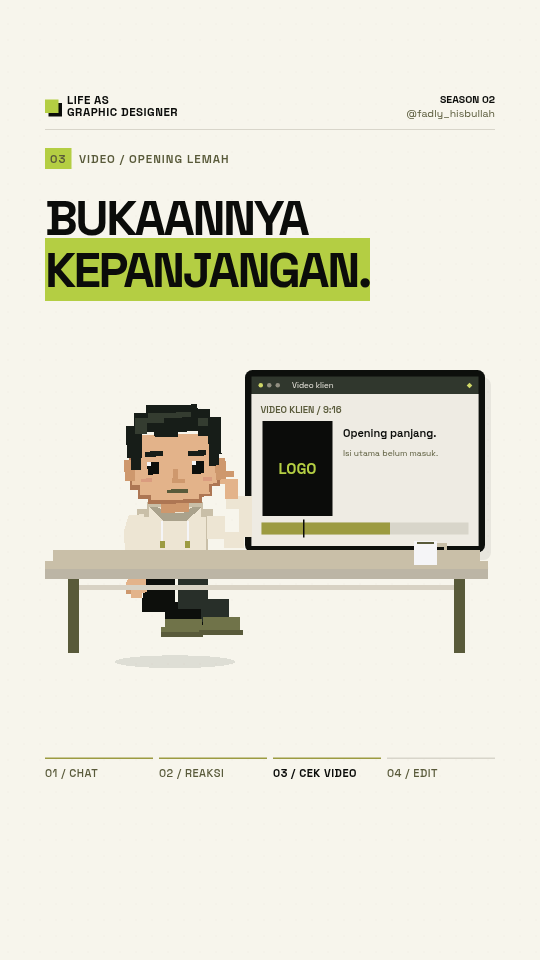 LIFE AS
GRAPHIC DESIGNER
SEASON 02
@fadly_hisbullah
03 VIDEO / OPENING LEMAH
BUKAANNYA
KEPANJANGAN.
Video klien
VIDEO KLIEN / 9:16
LOGO
Opening panjang.
Isi utama belum masuk.
01 / CHAT
02 / REAKSI
03 / CEK VIDEO
04 / EDIT